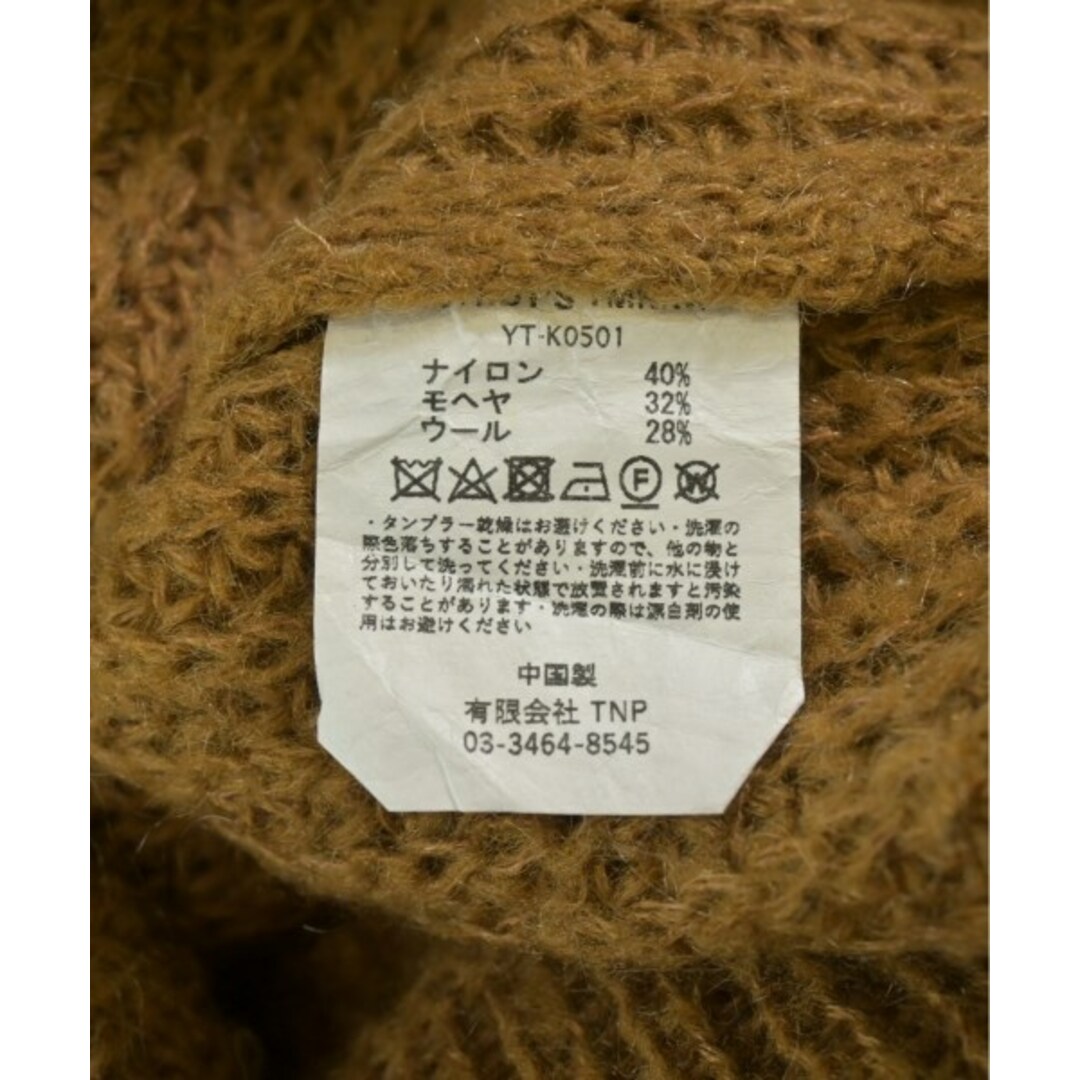 YT-K0501
ナイロン 40%
モヘヤ 32%
ウール 28%
F W
・タンブラー乾燥はお避けください・洗濯の
際色落ちすることがありますので、他の物と
分別して洗ってください・洗濯前に水に浸け
ておいたり濡れた状態で放置されますと汚染
することがあります・洗濯の際は源白剤の使
用はお避けください
中国製
有限会社 TNP
03-3464-8545